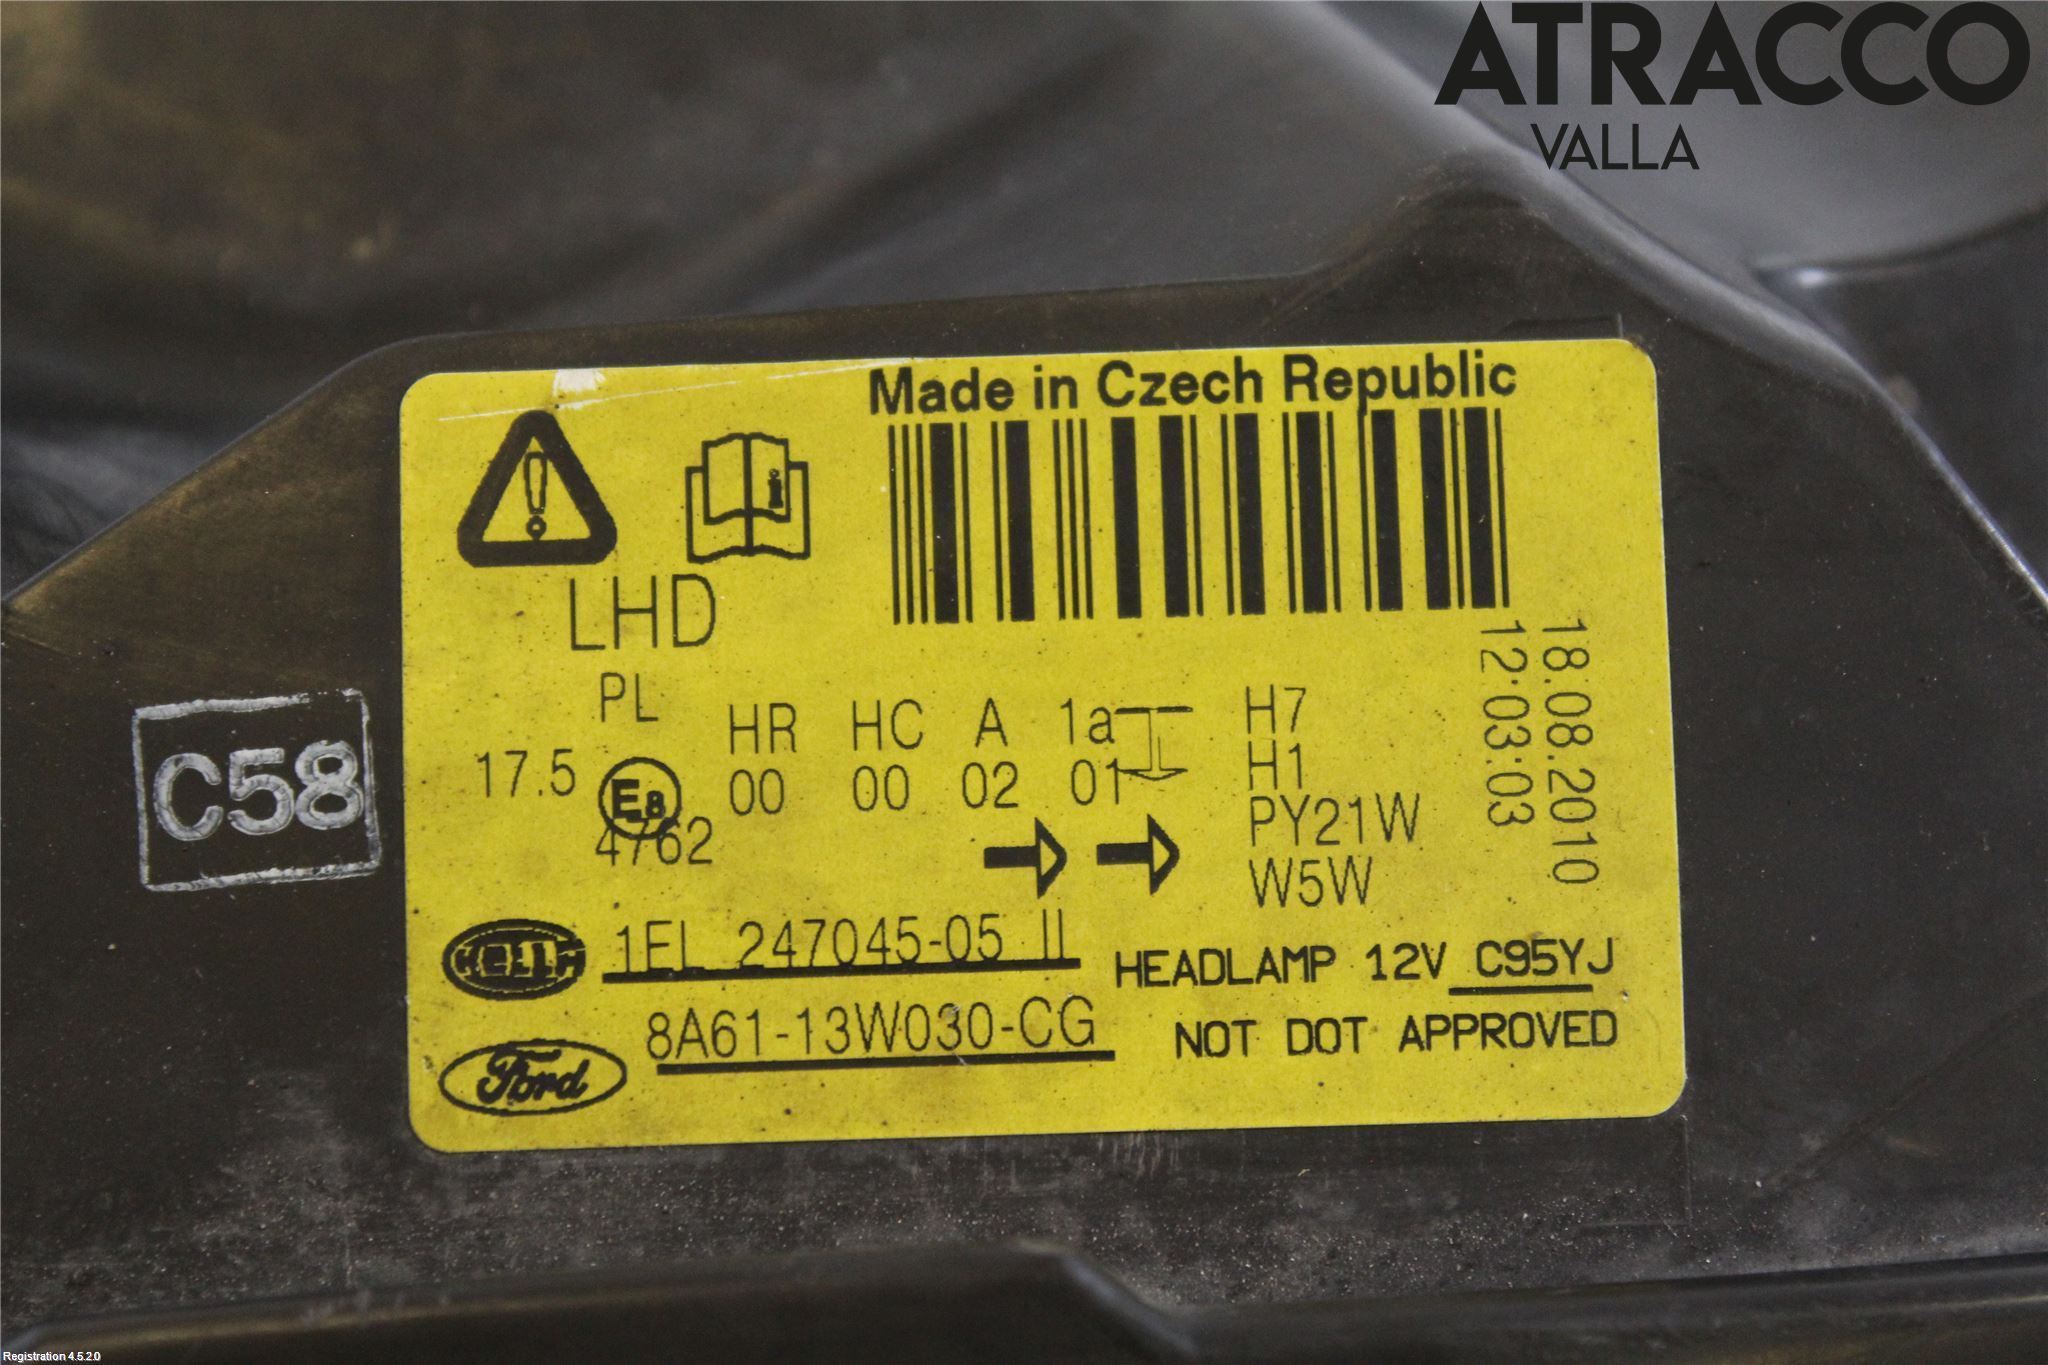 ATRACCO
VALLA
Made in Czech Republic
LHD
PL
HR HC A 1a
17.5 E8 00 00 02 01
4762
H7
H1
PY21W
W5W
18.08.2010
12:03:03
C58
HELLA 1EL 247045-05 II
HEADLAMP 12V C95YJ
Ford 8A61-13W030-CG
NOT DOT APPROVED
Registration 4.5.2.0